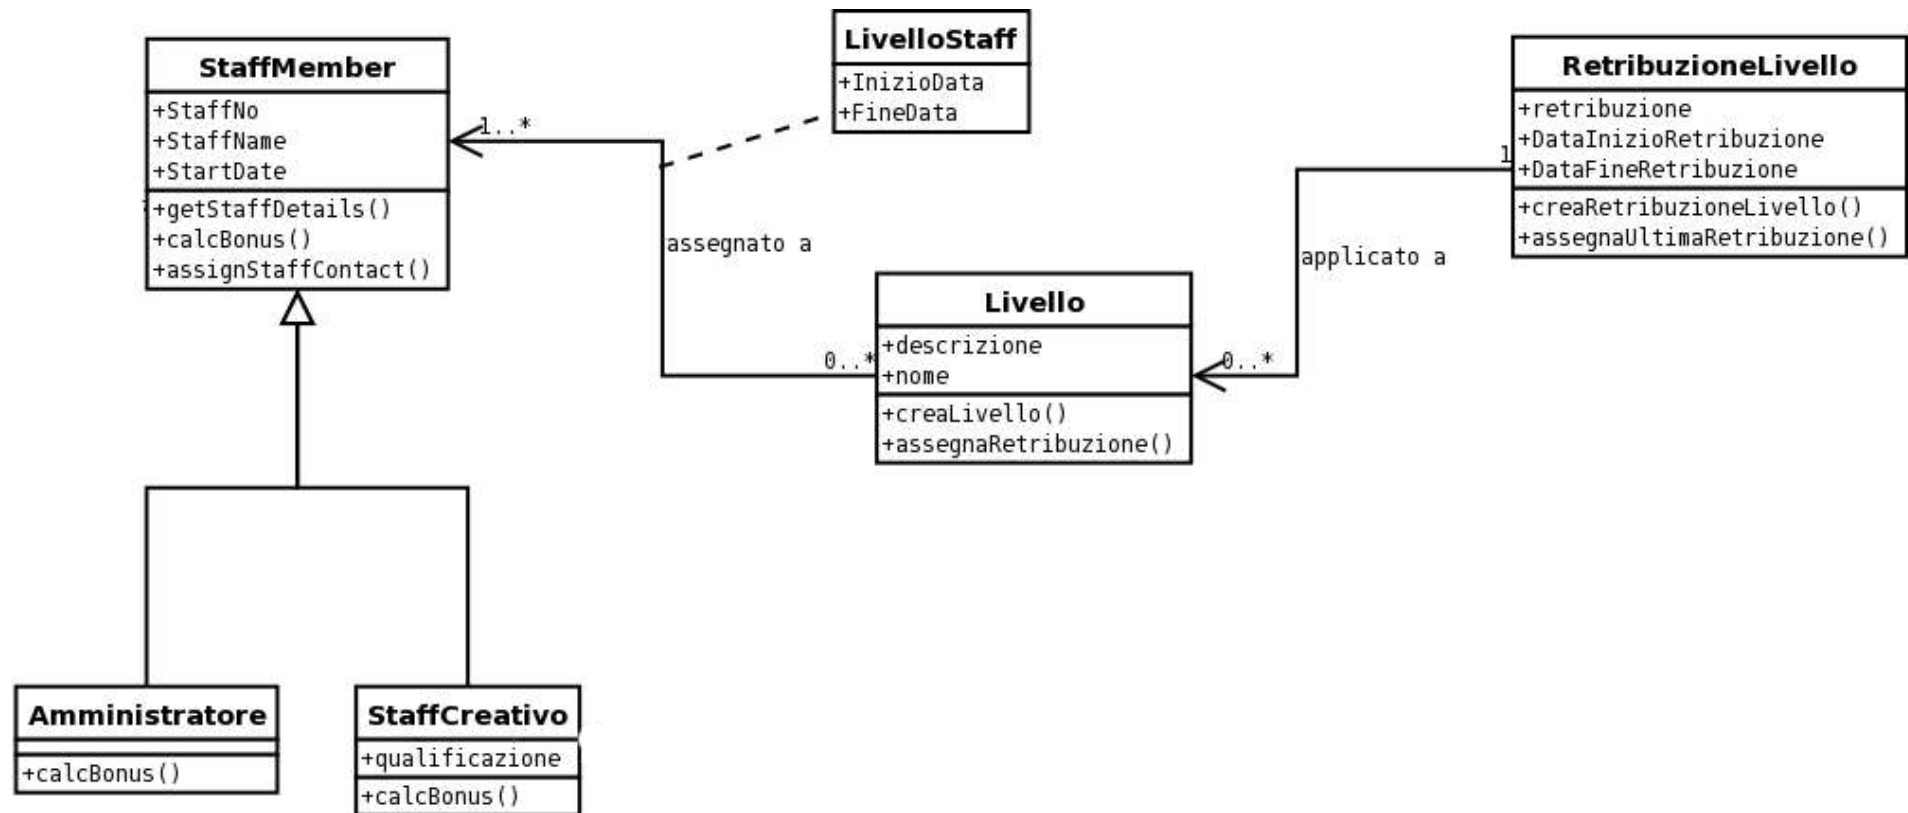 StaffMember
+StaffNo
+StaffName
+StartDate
+getStaffDetails()
+calcBonus()
+assignStaffContact()
1..*
LivelloStaff
+InizioData
+FineData
assegnato a
0..*
Livello
+descrizione
+nome
+creaLivello()
+assegnaRetribuzione()
0..*
applicato a
1
RetribuzioneLivello
+retribuzione
+DataInizioRetribuzione
+DataFineRetribuzione
+creaRetribuzioneLivello()
+assegnaUltimaRetribuzione()
Amministratore
+calcBonus()
StaffCreativo
+qualificazione
+calcBonus()